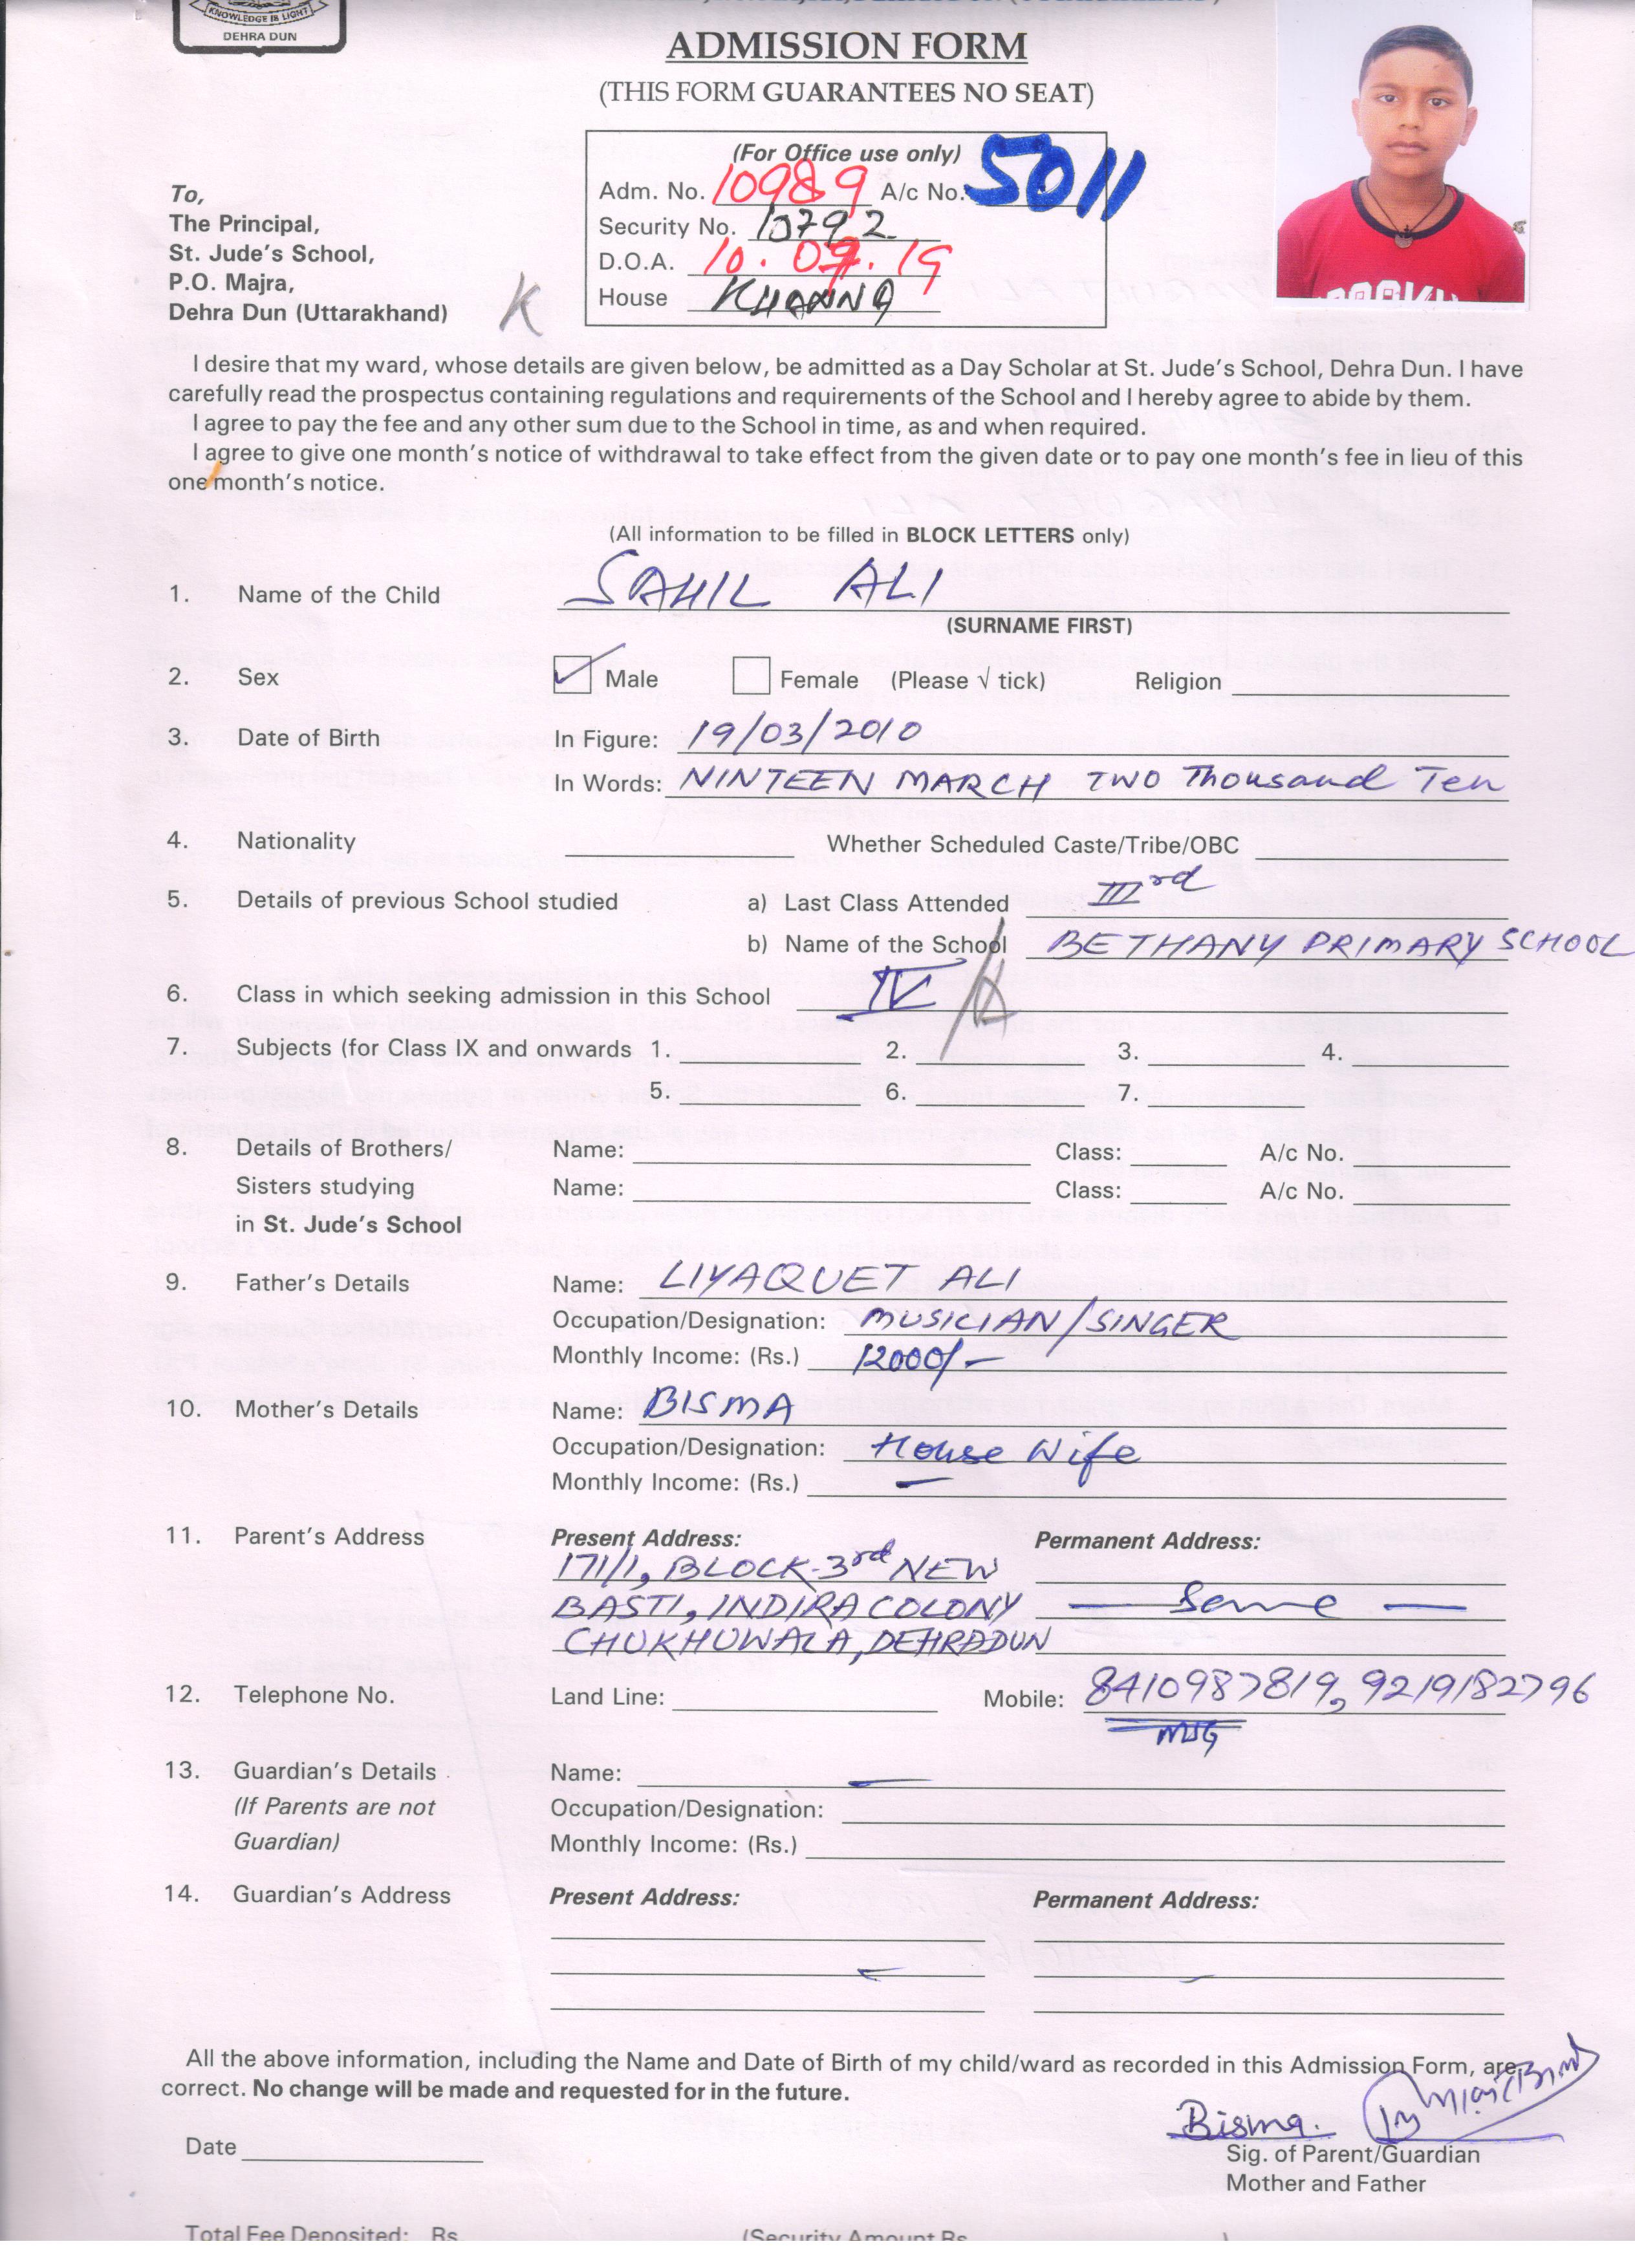 KNOWLEDGE IS LIGHT
DEHRA DUN
ADMISSION FORM
(THIS FORM GUARANTEES NO SEAT)
(For Office use only)
Adm. No. 10989 A/c No. 5011
Security No. 10792
D.O.A. 10.07.19
House KHANNA
To,
The Principal,
St. Jude's School,
P.O. Majra,
Dehra Dun (Uttarakhand)
K
I desire that my ward, whose details are given below, be admitted as a Day Scholar at St. Jude's School, Dehra Dun. I have
carefully read the prospectus containing regulations and requirements of the School and I hereby agree to abide by them.
I agree to pay the fee and any other sum due to the School in time, as and when required.
I agree to give one month's notice of withdrawal to take effect from the given date or to pay one month's fee in lieu of this
one month's notice.
(All information to be filled in BLOCK LETTERS only)
1. Name of the Child SAHIL ALI
(SURNAME FIRST)
2. Sex Male Female (Please √ tick) Religion
3. Date of Birth In Figure: 19/03/2010
In Words: NINTEEN MARCH TWO Thousand Ten
4. Nationality Whether Scheduled Caste/Tribe/OBC
5. Details of previous School studied a) Last Class Attended III rd
b) Name of the School BETHANY PRIMARY SCHOOL
6. Class in which seeking admission in this School IV /A
7. Subjects (for Class IX and onwards 1. 2. 3. 4.
5. 6. 7.
8. Details of Brothers/ Name: Class: A/c No.
Sisters studying Name: Class: A/c No.
in St. Jude's School
9. Father's Details Name: LIYAQUET ALI
Occupation/Designation: MUSICIAN/SINGER
Monthly Income: (Rs.) 12000/-
10. Mother's Details Name: BISMA
Occupation/Designation: House Wife
Monthly Income: (Rs.) —
11. Parent's Address Present Address: Permanent Address:
171/1, BLOCK-3rd NEW
BASTI, INDIRA COLONY — Same —
CHUKHUWALA, DEHRADUN
12. Telephone No. Land Line: Mobile: 8410987819, 9219182796
MSG
13. Guardian's Details Name: —
(If Parents are not Occupation/Designation:
Guardian) Monthly Income: (Rs.)
14. Guardian's Address Present Address: Permanent Address:
All the above information, including the Name and Date of Birth of my child/ward as recorded in this Admission Form, are
correct. No change will be made and requested for in the future.
Bisma.
Date Sig. of Parent/Guardian
Mother and Father
Total Fee Deposited: Rs. (Security Amount Rs. )